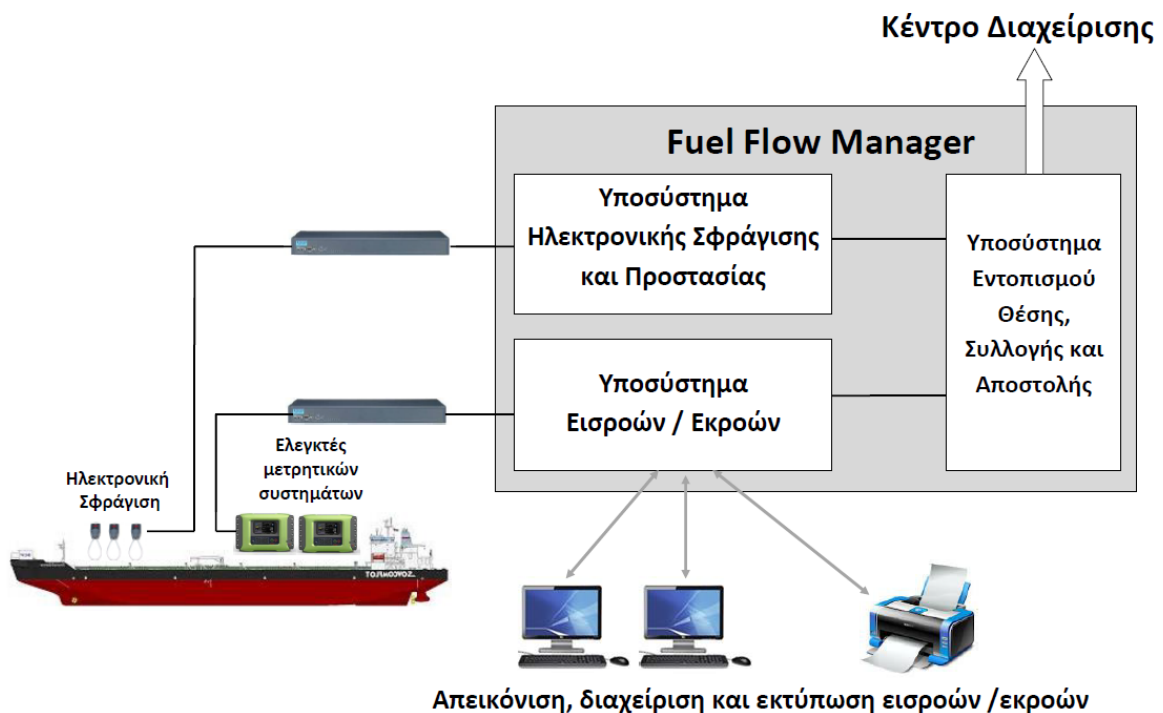 Κέντρο Διαχείρισης
Fuel Flow Manager
Υποσύστημα
Ηλεκτρονικής Σφράγισης
και Προστασίας
Υποσύστημα
Εντοπισμού
Θέσης,
Συλλογής και
Αποστολής
Υποσύστημα
Εισροών / Εκροών
Ελεγκτές
μετρητικών
συστημάτων
Ηλεκτρονική
Σφράγιση
Απεικόνιση, διαχείριση και εκτύπωση εισροών /εκροών